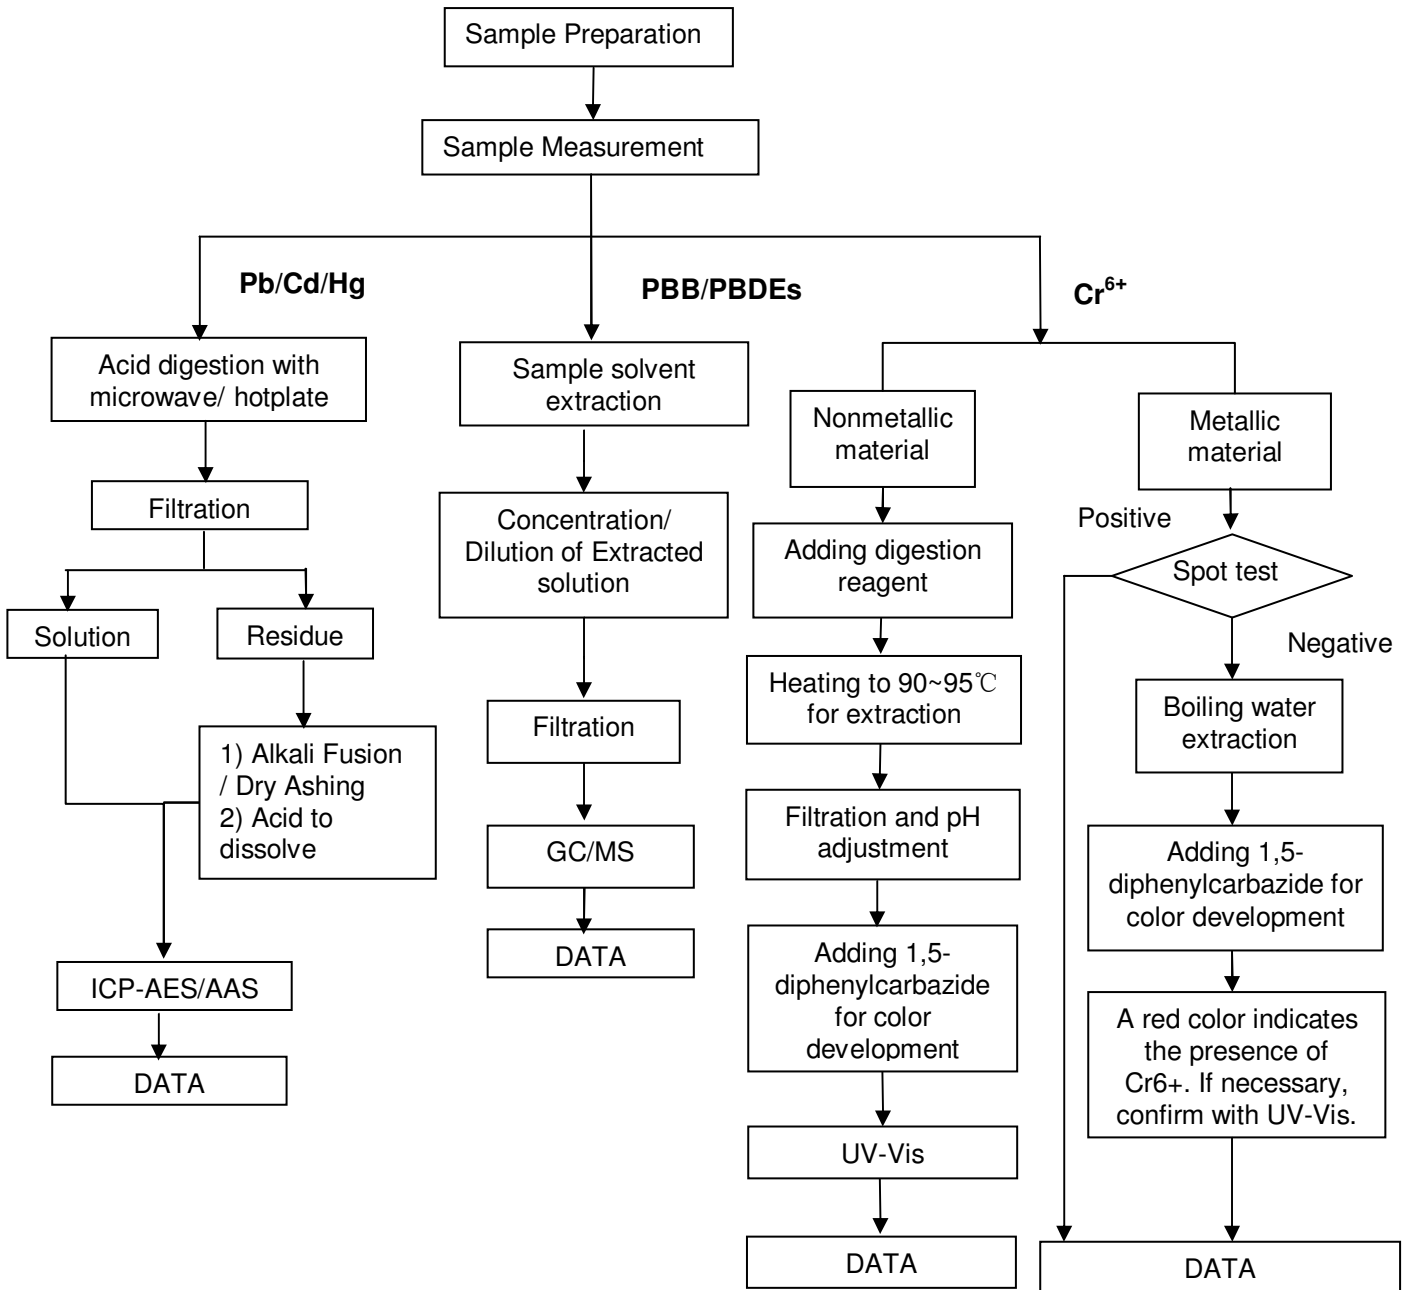 Sample Preparation
Sample Measurement
Pb/Cd/Hg
PBB/PBDEs
Cr6+
Acid digestion with
microwave/ hotplate
Filtration
Solution
Residue
1) Alkali Fusion
/ Dry Ashing
2) Acid to
dissolve
ICP-AES/AAS
DATA
Sample solvent
extraction
Concentration/
Dilution of Extracted
solution
Filtration
GC/MS
DATA
Nonmetallic
material
Adding digestion
reagent
Heating to 90~95℃
for extraction
Filtration and pH
adjustment
Adding 1,5-
diphenylcarbazide
for color
development
UV-Vis
DATA
Metallic
material
Positive
Spot test
Negative
Boiling water
extraction
Adding 1,5-
diphenylcarbazide for
color development
A red color indicates
the presence of
Cr6+. If necessary,
confirm with UV-Vis.
DATA